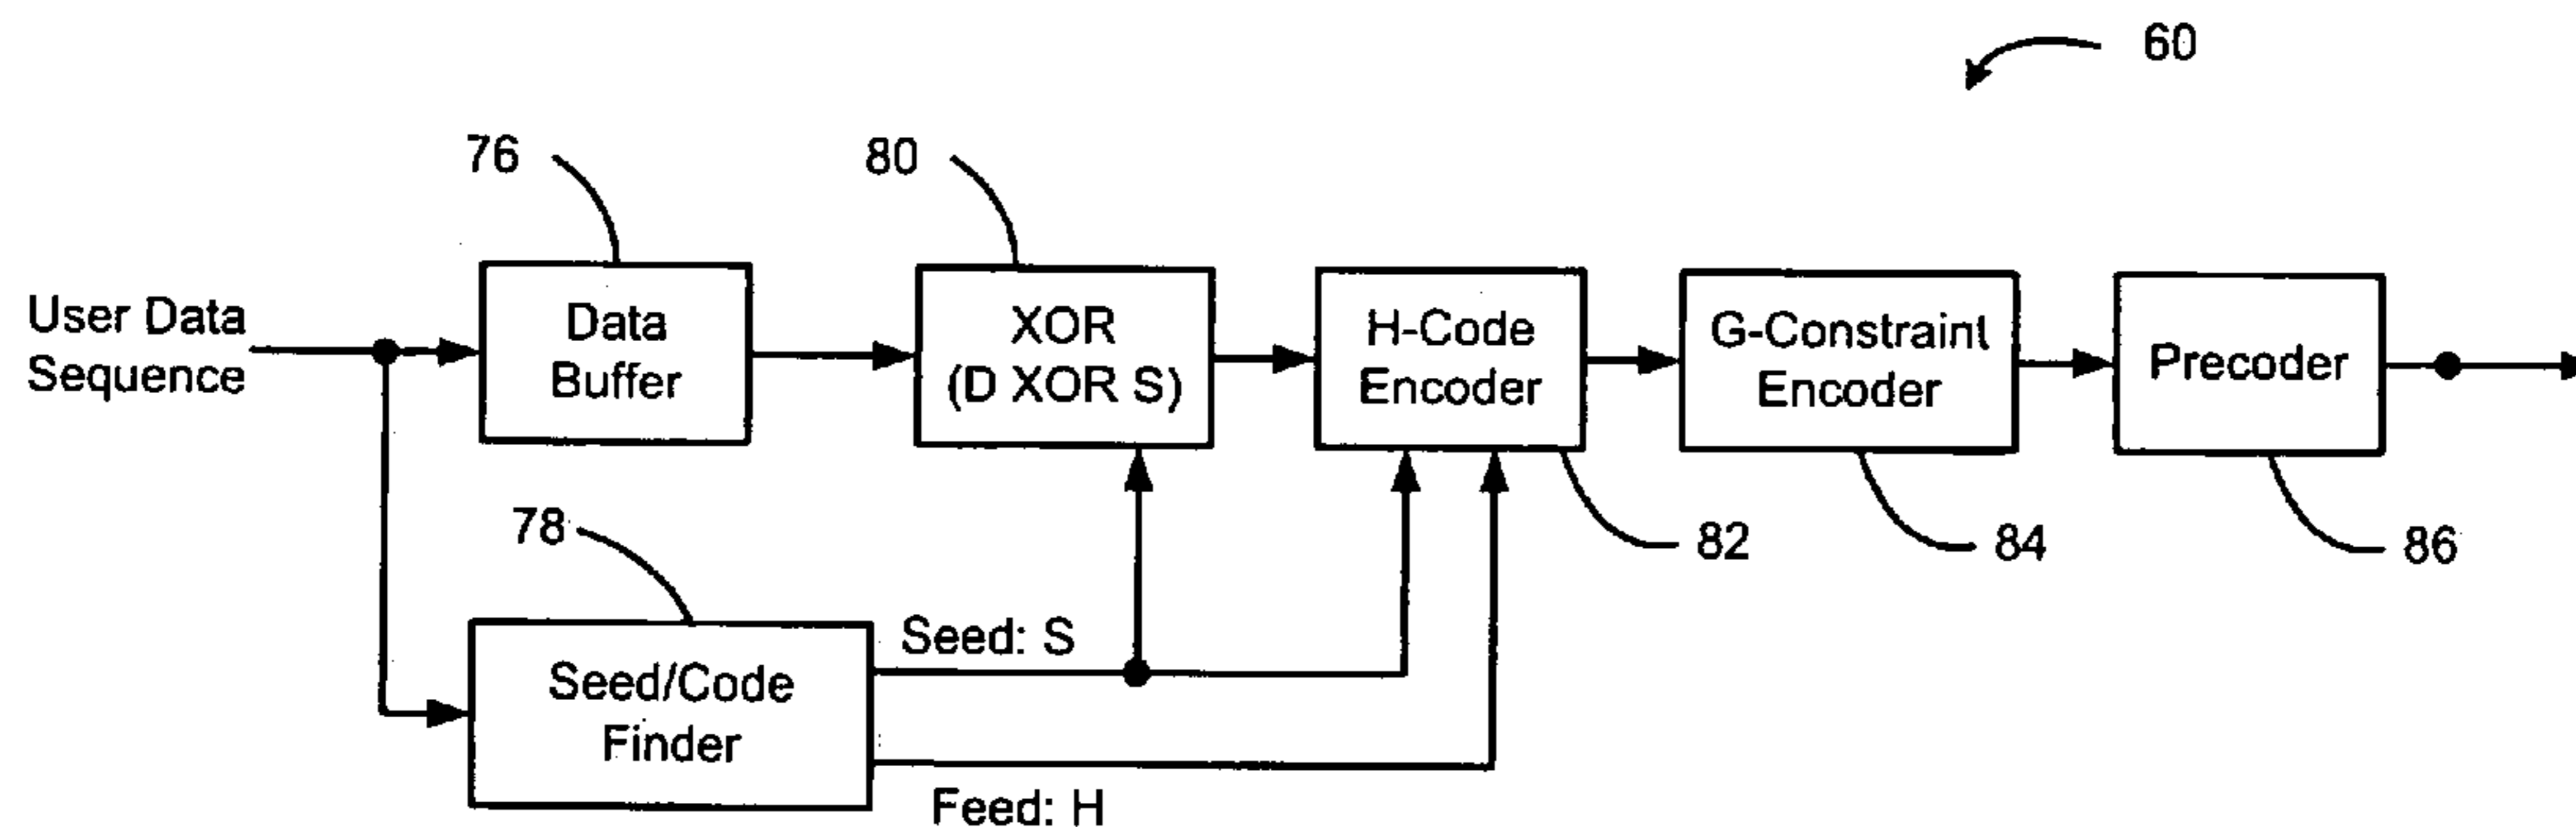 60
76
80
User Data
Sequence
Data
Buffer
XOR
(D XOR S)
H-Code
Encoder
G-Constraint
Encoder
Precoder
78
82
84
86
Seed/Code
Finder
Seed: S
Feed: H